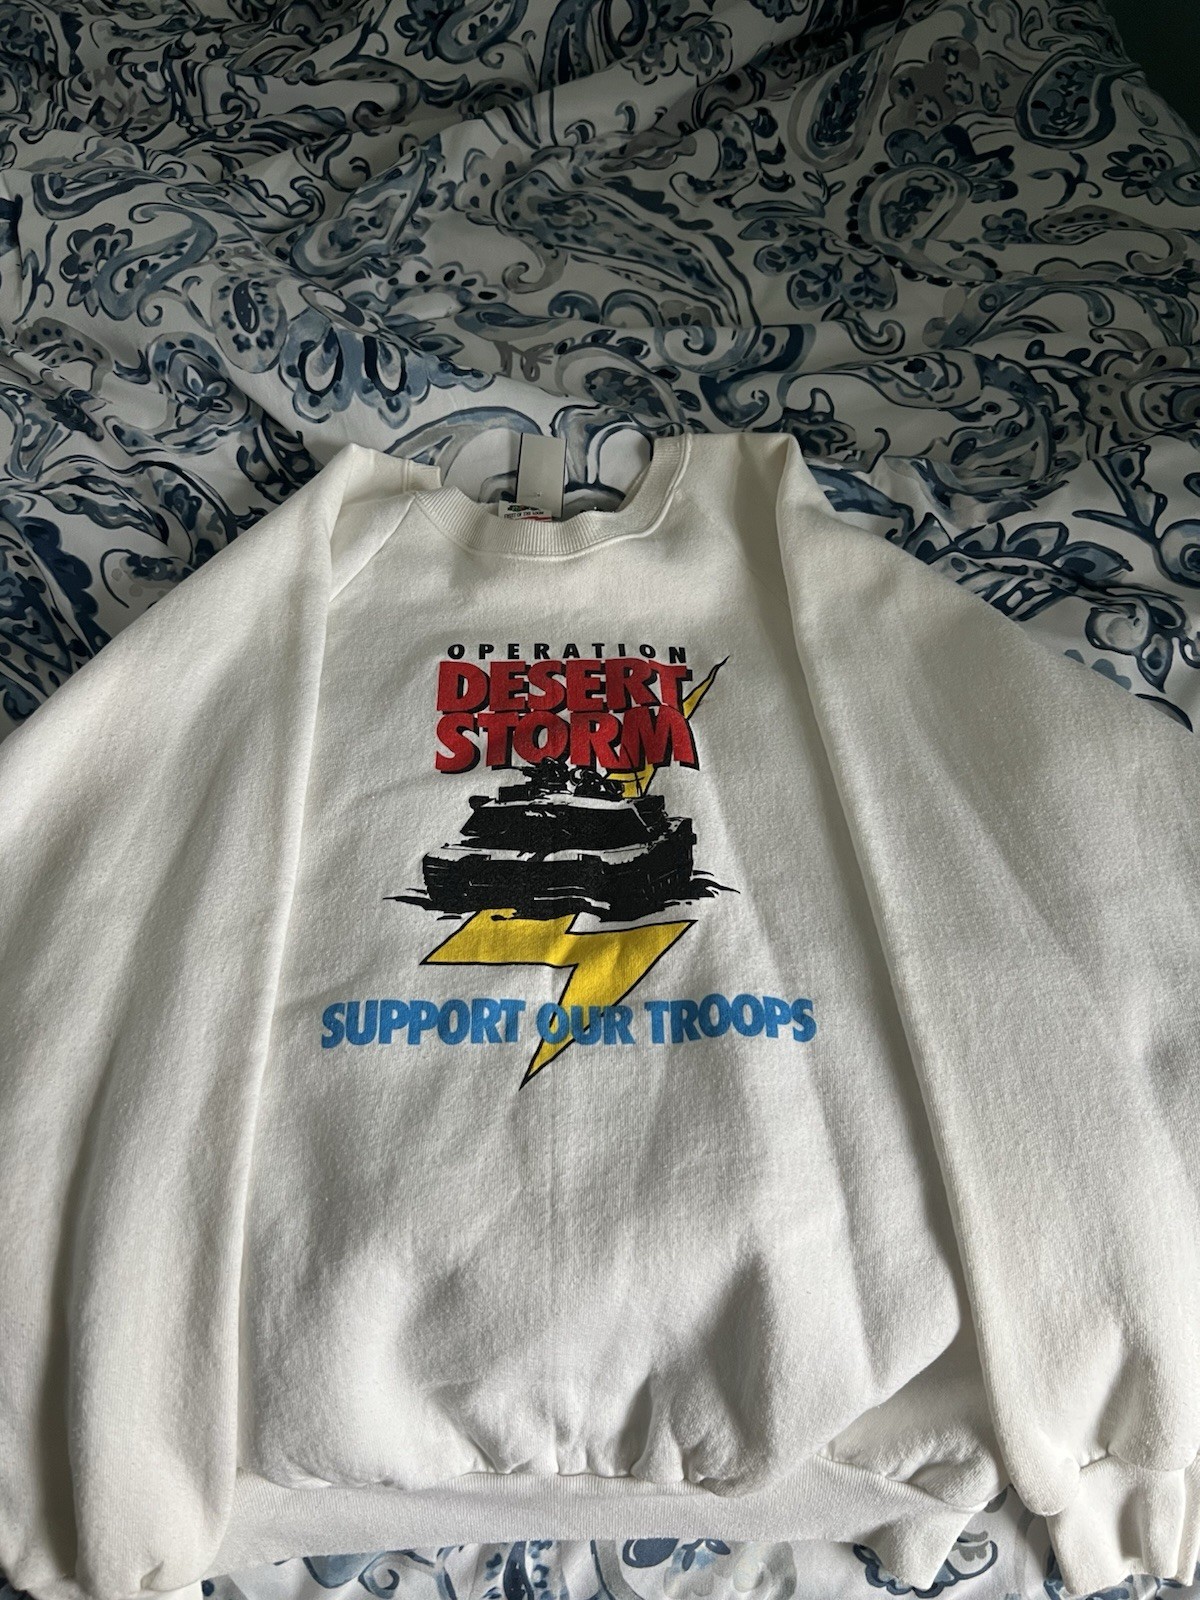 OPERATION
DESERT
STORM
SUPPORT OUR TROOPS